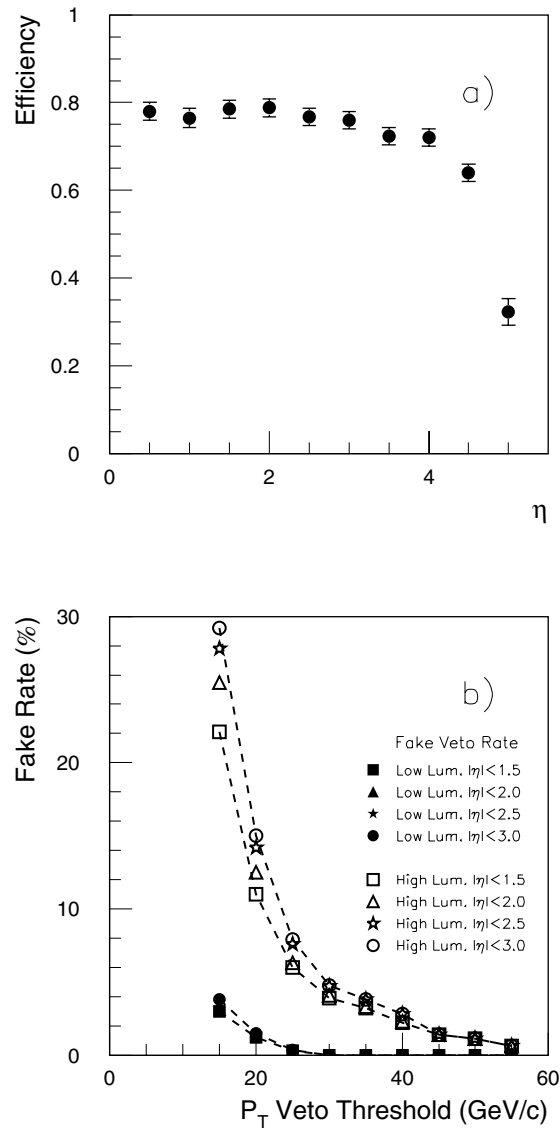 Efficiency
a)
1
0.8
0.6
0.4
0.2
0
0 2 4
η
Fake Rate (%)
30
20
10
0
b)
Fake Veto Rate
Low Lum. |η|<1.5
Low Lum. |η|<2.0
Low Lum. |η|<2.5
Low Lum. |η|<3.0
High Lum. |η|<1.5
High Lum. |η|<2.0
High Lum. |η|<2.5
High Lum. |η|<3.0
0 20 40 60
P_T Veto Threshold (GeV/c)